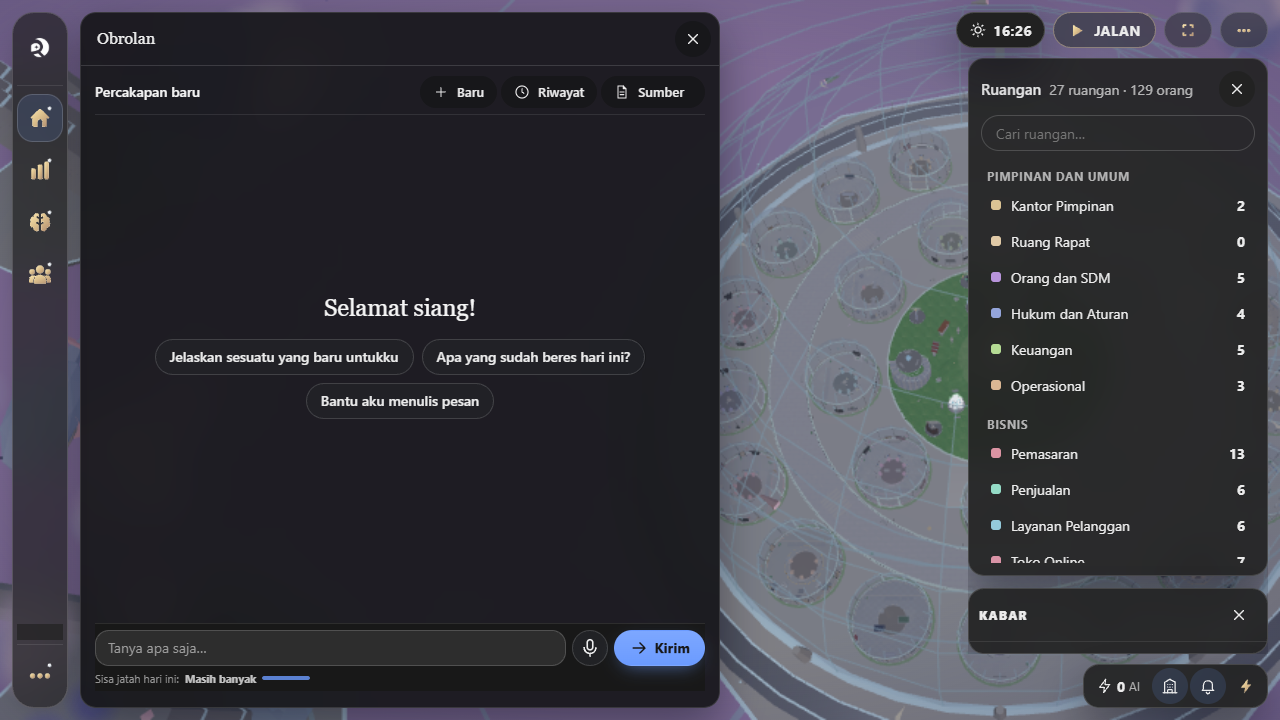 Obrolan
Percakapan baru
Baru
Riwayat
Sumber
Selamat siang!
Jelaskan sesuatu yang baru untukku
Apa yang sudah beres hari ini?
Bantu aku menulis pesan
Tanya apa saja...
Kirim
Sisa jatah hari ini: Masih banyak
16:26
JALAN
Ruangan 27 ruangan · 129 orang
Cari ruangan...
PIMPINAN DAN UMUM
Kantor Pimpinan 2
Ruang Rapat 0
Orang dan SDM 5
Hukum dan Aturan 4
Keuangan 5
Operasional 3
BISNIS
Pemasaran 13
Penjualan 6
Layanan Pelanggan 6
Toko Online 7
KABAR
0 AI